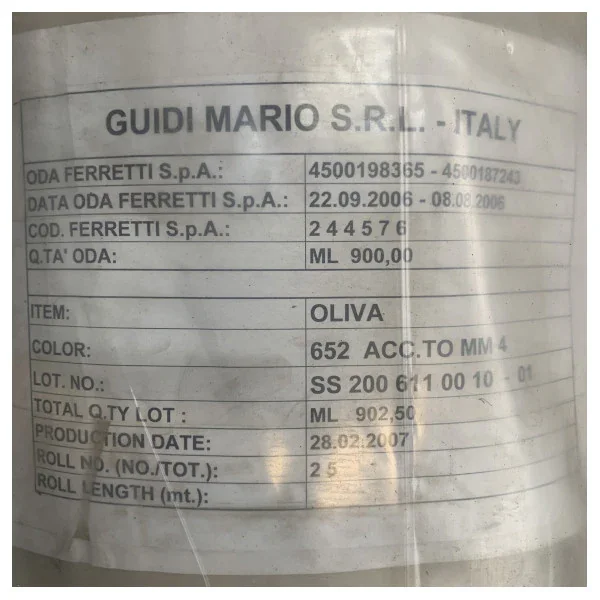 GUIDI MARIO S.R.L. - ITALY
ODA FERRETTI S.p.A.: 4500198365 - 4500187243
DATA ODA FERRETTI S.p.A.: 22.09.2006 - 08.08.2006
COD. FERRETTI S.p.A.: 2 4 4 5 7 6
Q.TA' ODA: ML 900,00
ITEM: OLIVA
COLOR: 652 ACC.TO MM 4
LOT. NO.: SS 200 611 00 10 - 01
TOTAL Q.TY LOT : ML 902,50
PRODUCTION DATE: 28.02.2007
ROLL NO. (NO./TOT.): 2 5
ROLL LENGTH (mt.):